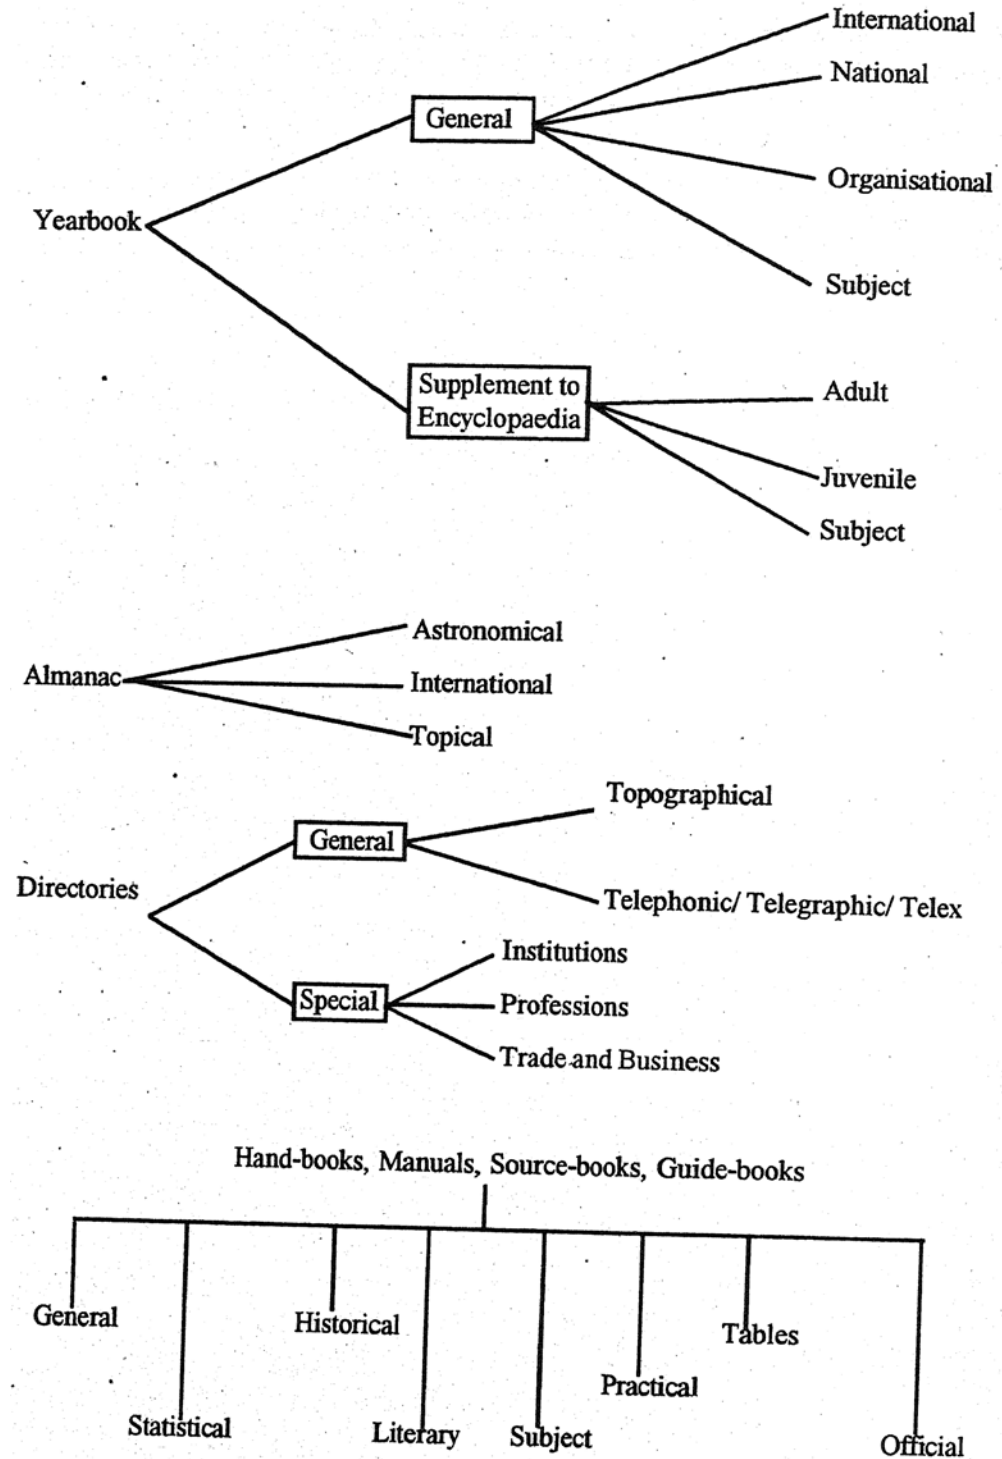 International
National
General
Organisational
Yearbook
Subject
Supplement to
Encyclopaedia
Adult
Juvenile
Subject
Astronomical
Almanac
International
Topical
Topographical
General
Directories
Telephonic/ Telegraphic/ Telex
Institutions
Special
Professions
Trade and Business
Hand-books, Manuals, Source-books, Guide-books
General
Historical
Tables
Practical
Statistical
Literary
Subject
Official